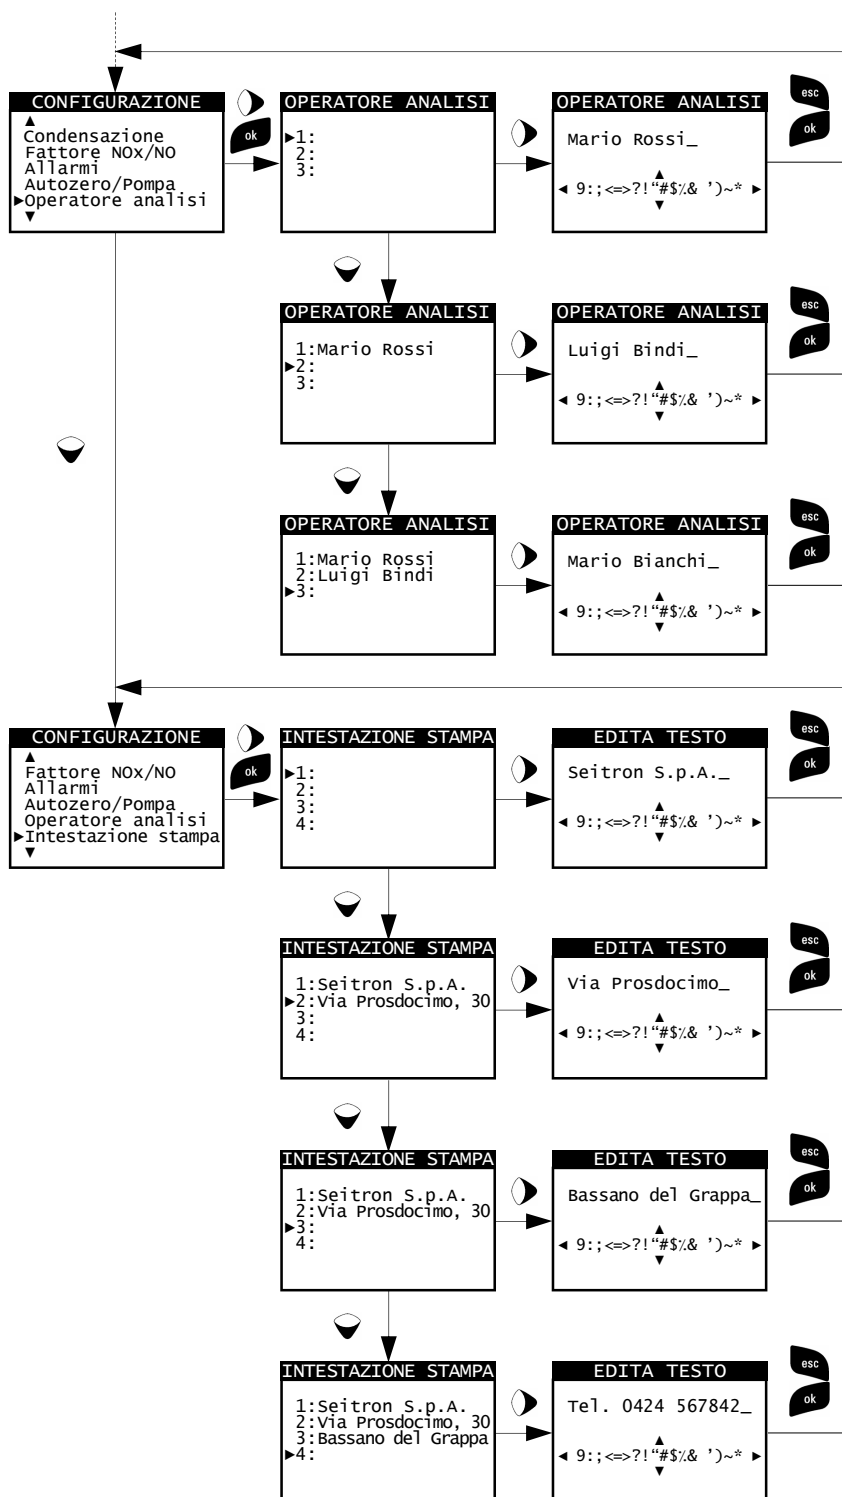 CONFIGURAZIONE
▲
Condensazione
Fattore NOx/NO
Allarmi
Autozero/Pompa
►Operatore analisi
▼
ok
OPERATORE ANALISI
►1:
2:
3:
OPERATORE ANALISI
Mario Rossi_
▲
◄ 9:;<=>?!“#$%& ’)~* ►
▼
esc
ok
OPERATORE ANALISI
1:Mario Rossi
►2:
3:
OPERATORE ANALISI
Luigi Bindi_
▲
◄ 9:;<=>?!“#$%& ’)~* ►
▼
esc
ok
OPERATORE ANALISI
1:Mario Rossi
2:Luigi Bindi
►3:
OPERATORE ANALISI
Mario Bianchi_
▲
◄ 9:;<=>?!“#$%& ’)~* ►
▼
esc
ok
CONFIGURAZIONE
▲
Fattore NOx/NO
Allarmi
Autozero/Pompa
Operatore analisi
►Intestazione stampa
▼
ok
INTESTAZIONE STAMPA
►1:
2:
3:
4:
EDITA TESTO
Seitron S.p.A._
▲
◄ 9:;<=>?!“#$%& ’)~* ►
▼
esc
ok
INTESTAZIONE STAMPA
1:Seitron S.p.A.
►2:Via Prosdocimo, 30
3:
4:
EDITA TESTO
Via Prosdocimo_
▲
◄ 9:;<=>?!“#$%& ’)~* ►
▼
esc
ok
INTESTAZIONE STAMPA
1:Seitron S.p.A.
2:Via Prosdocimo, 30
►3:
4:
EDITA TESTO
Bassano del Grappa_
▲
◄ 9:;<=>?!“#$%& ’)~* ►
▼
esc
ok
INTESTAZIONE STAMPA
1:Seitron S.p.A.
2:Via Prosdocimo, 30
3:Bassano del Grappa
►4:
EDITA TESTO
Tel. 0424 567842_
▲
◄ 9:;<=>?!“#$%& ’)~* ►
▼
esc
ok